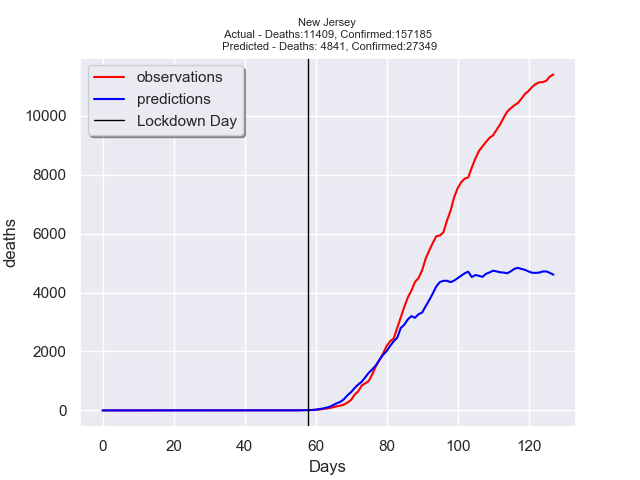 New Jersey
Actual - Deaths:11409, Confirmed:157185
Predicted - Deaths: 4841, Confirmed:27349
observations
predictions
Lockdown Day
deaths
10000
8000
6000
4000
2000
0
0 20 40 60 80 100 120
Days